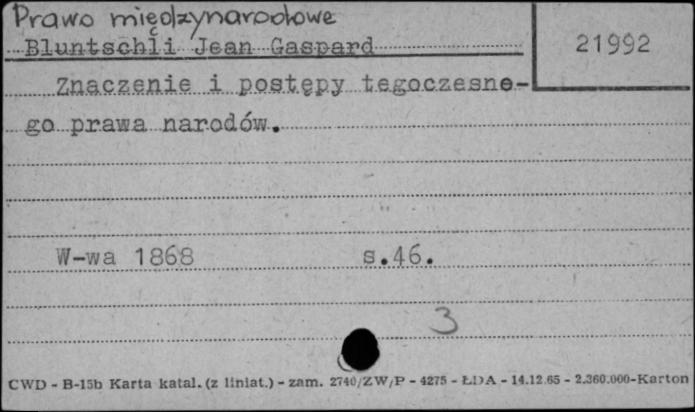 Prawo międzynarodowe
Bluntschli Jean Gaspard
21992
Znaczenie i postępy tegoczesne-
go prawa narodów.
W-wa 1868 s.46.
3
CWD - B-15b Karta katal. (z liniat.) - zam. 2740/ZW/P - 4275 - ŁDA - 14.12.65 - 2.360.000-Karton